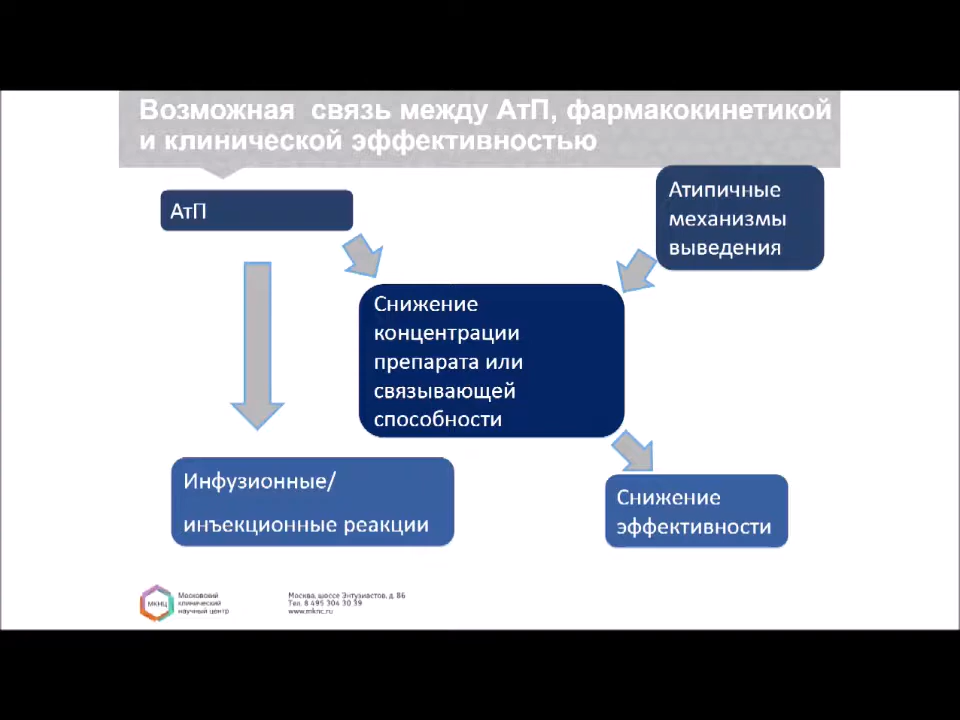 Возможная связь между АтП, фармакокинетикой
и клинической эффективностью
АтП
Атипичные
механизмы
выведения
Снижение
концентрации
препарата или
связывающей
способности
Инфузионные/
инъекционные реакции
Снижение
эффективности
МКНЦ
Московский
клинический
научный центр
Москва, шоссе Энтузиастов, д. 86
Тел. 8 495 304 30 39
www.mknc.ru